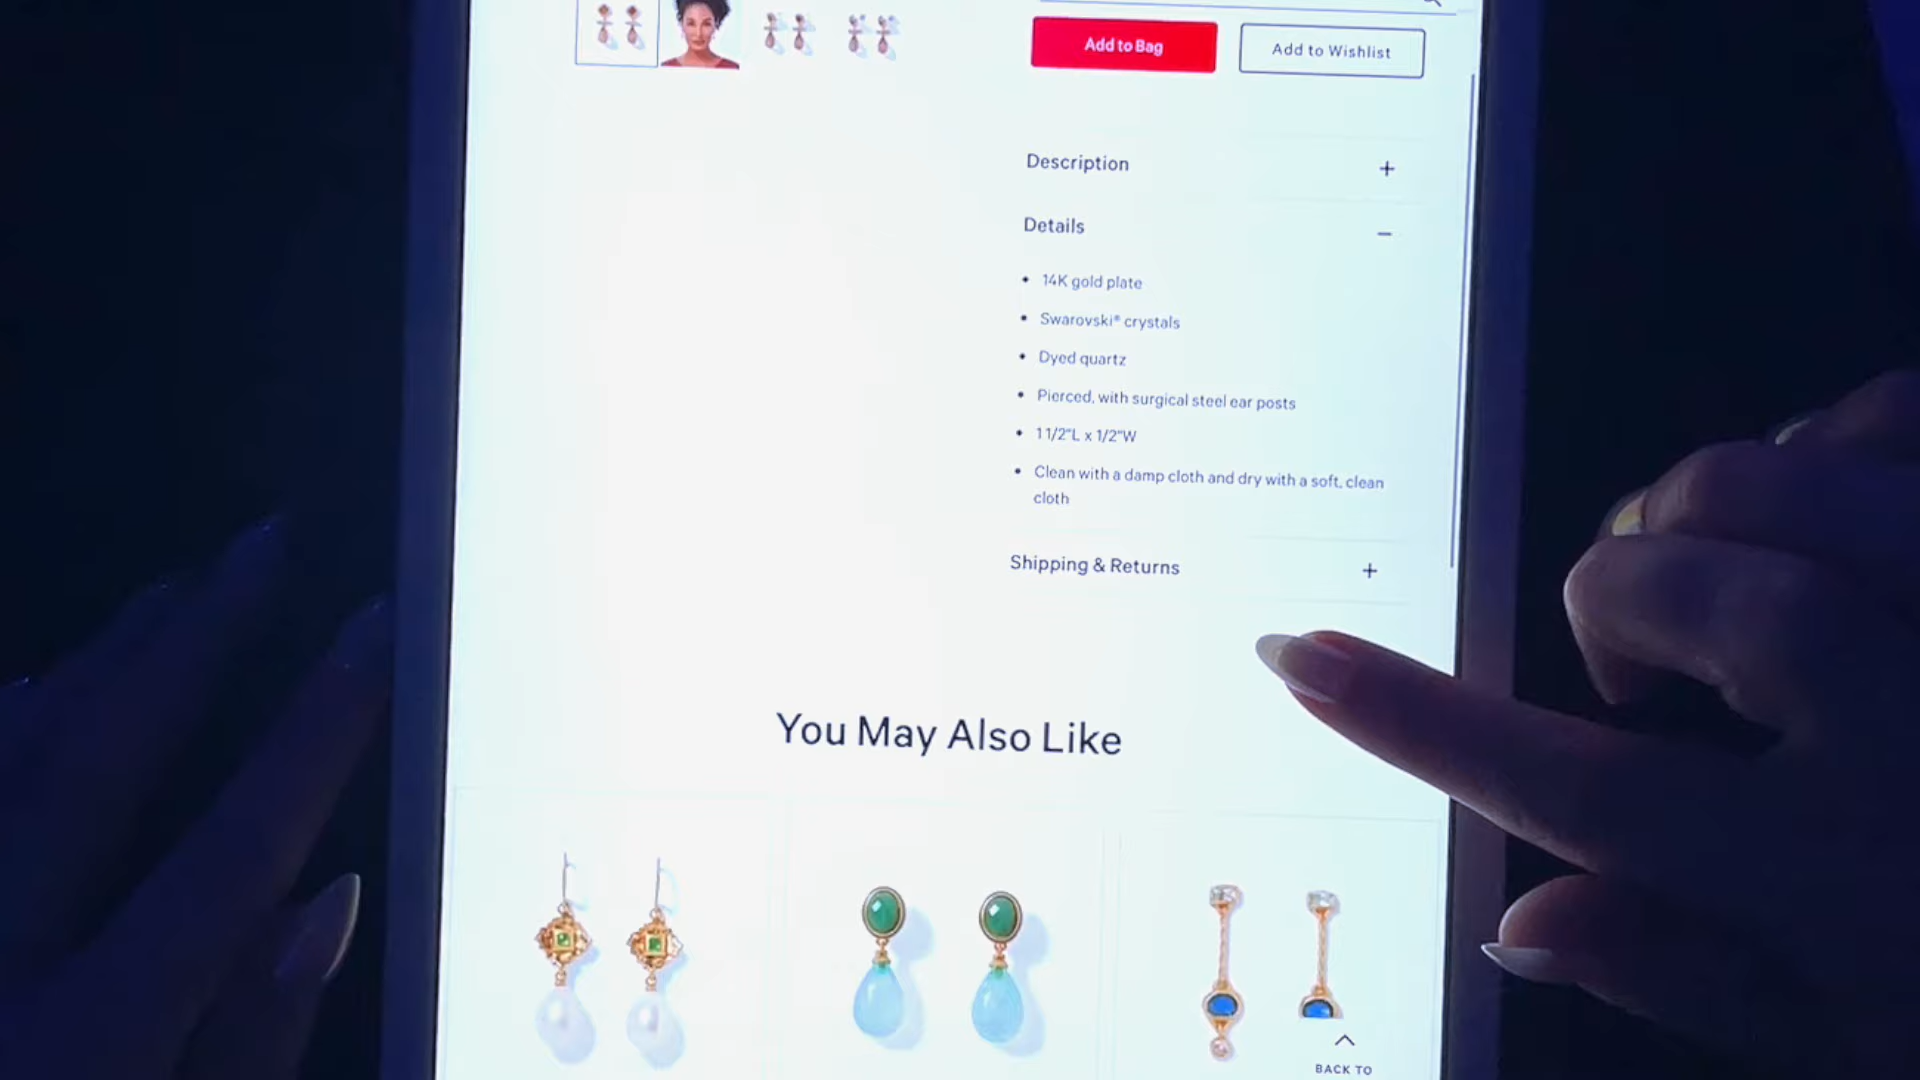 Add to Bag
Add to Wishlist
Description
Details
• 14K gold plate
• Swarovski® crystals
• Dyed quartz
• Pierced, with surgical steel ear posts
• 1 1/2"L x 1/2"W
• Clean with a damp cloth and dry with a soft, clean
cloth
Shipping & Returns
You May Also Like
BACK TO